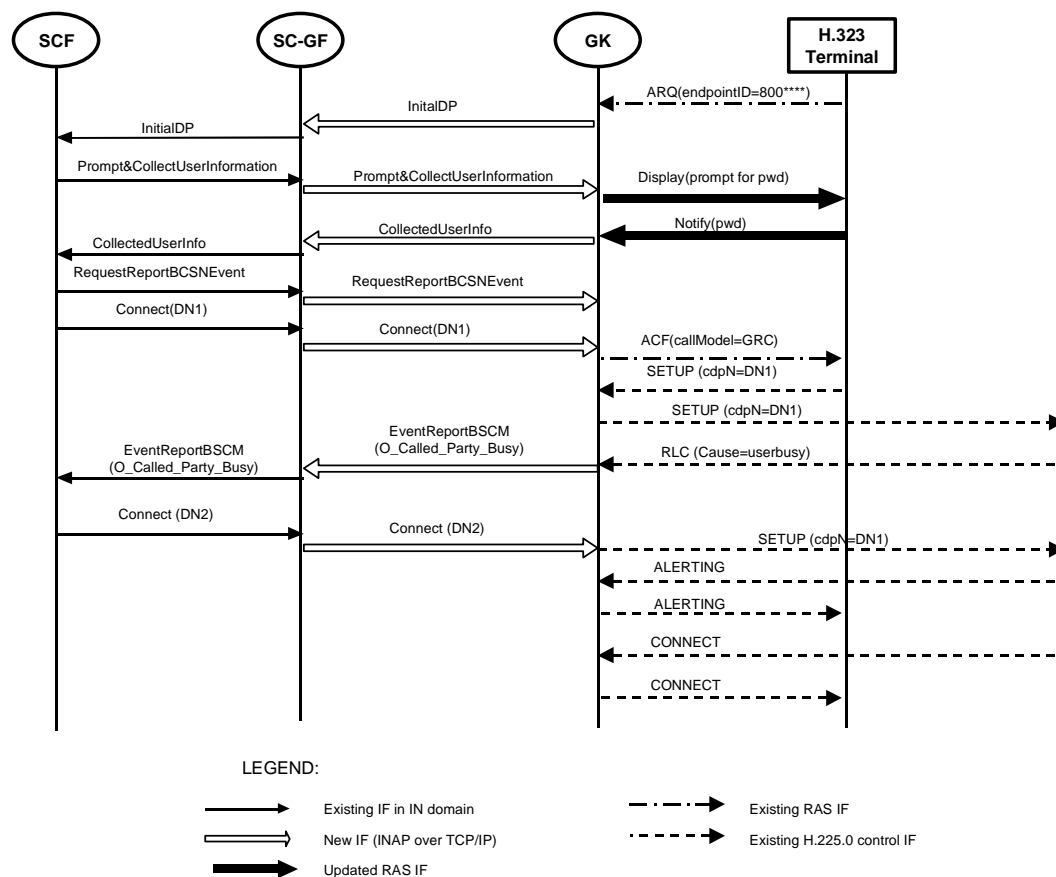 SCF
SC-GF
GK
H.323
Terminal
ARQ(endpointID=800****)
InitalDP
InitialDP
Prompt&CollectUserInformation
Prompt&CollectUserInformation
Display(prompt for pwd)
Notify(pwd)
CollectedUserInfo
CollectedUserInfo
RequestReportBCSNEvent
RequestReportBCSNEvent
Connect(DN1)
Connect(DN1)
ACF(callModel=GRC)
SETUP (cdpN=DN1)
SETUP (cdpN=DN1)
EventReportBSCM
(O_Called_Party_Busy)
EventReportBSCM
(O_Called_Party_Busy)
RLC (Cause=userbusy)
Connect (DN2)
Connect (DN2)
SETUP (cdpN=DN1)
ALERTING
ALERTING
CONNECT
CONNECT
LEGEND:
Existing IF in IN domain
New IF (INAP over TCP/IP)
Updated RAS IF
Existing RAS IF
Existing H.225.0 control IF